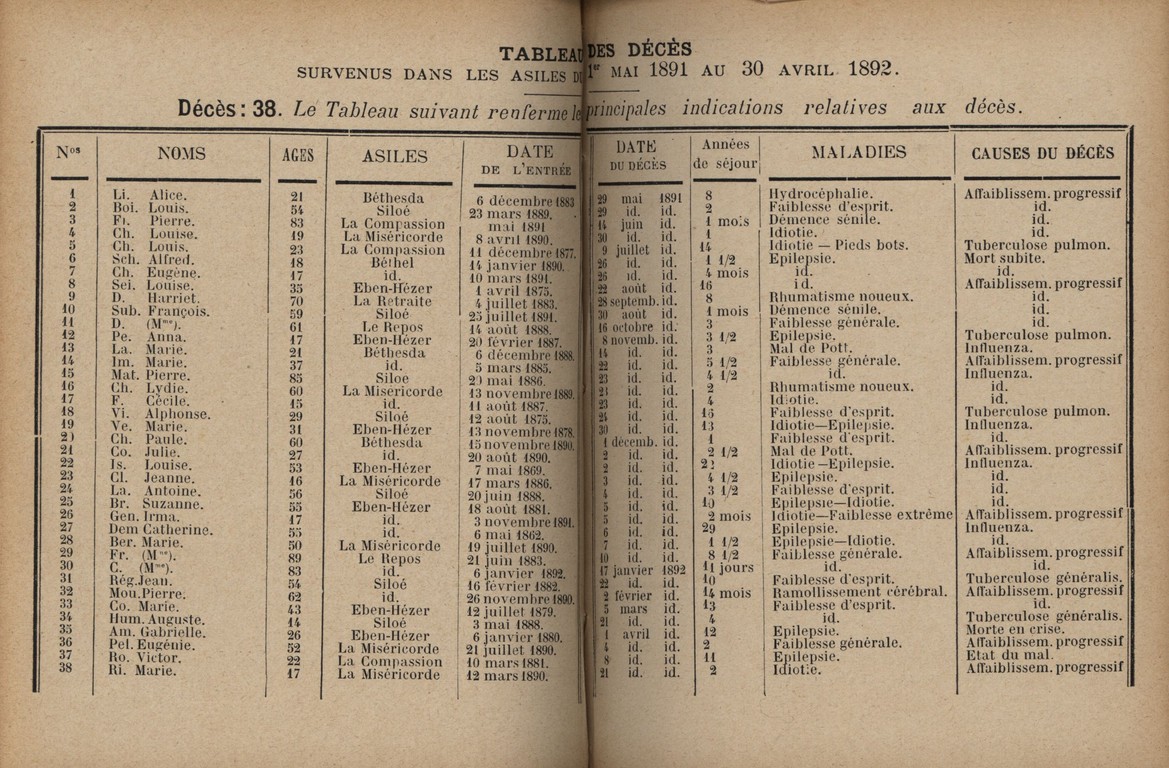 TABLEAU DES DÉCÈS
SURVENUS DANS LES ASILES DU 1er MAI 1891 AU 30 AVRIL 1892.
Décès: 38. Le Tableau suivant renferme les principales indications relatives aux décès.
Nos NOMS AGES ASILES DATE DE L'ENTRÉE DATE DU DÉCÈS Années de séjour MALADIES CAUSES DU DÉCÈS
1 Li. Alice. 21 Béthesda 6 décembre 1883 29 mai 1891 8 Hydrocéphalie. Affaiblissem. progressif
2 Boi. Louis. 54 Siloé 23 mars 1889. 29 id. id. 2 Faiblesse d'esprit. id.
3 Fl. Pierre. 83 La Compassion mai 1891 14 juin id. 1 mois Démence sénile. id.
4 Ch. Louise. 19 La Miséricorde 8 avril 1890. 30 id. id. 1 Idiotie. id.
5 Ch. Louis. 23 La Compassion 11 décembre 1877. 9 juillet id. 14 Idiotie — Pieds bots. Tuberculose pulmon.
6 Sch. Alfred. 18 Béthel 14 janvier 1890. 26 id. id. 1 1/2 Epilepsie. Mort subite.
7 Ch. Eugène. 17 id. 10 mars 1891. 26 id. id. 4 mois id. id.
8 Sei. Louise. 35 Eben-Hézer 1 avril 1875. 22 août id. 16 id. Affaiblissem. progressif
9 D. Harriet. 70 La Retraite 4 juillet 1883. 28 septemb. id. 8 Rhumatisme noueux. id.
10 Sub. François. 59 Siloé 25 juillet 1891. 30 août id. 1 mois Démence sénile. id.
11 D. (Mme). 61 Le Repos 14 août 1888. 16 octobre id. 3 Faiblesse générale. id.
12 Pe. Anna. 17 Eben-Hézer 20 février 1887. 8 novemb. id. 3 1/2 Epilepsie. Tuberculose pulmon.
13 La. Marie. 21 Béthesda 6 décembre 1888. 14 id. id. 3 Mal de Pott. Influenza.
14 Im. Marie. 37 id. 5 mars 1885. 22 id. id. 5 1/2 Faiblesse générale. Affaiblissem. progressif
15 Mat. Pierre. 85 Siloe 20 mai 1886. 23 id. id. 4 1/2 id. Influenza.
16 Ch. Lydie. 60 La Miséricorde 13 novembre 1889. 23 id. id. 2 Rhumatisme noueux. id.
17 F. Cécile. 15 id. 11 août 1887. 23 id. id. 4 Idiotie. id.
18 Vi. Alphonse. 29 Siloé 12 août 1875. 24 id. id. 16 Faiblesse d'esprit. Tuberculose pulmon.
19 Ve. Marie. 31 Eben-Hézer 13 novembre 1878. 30 id. id. 13 Idiotie—Epilepsie. Influenza.
20 Ch. Paule. 60 Béthesda 15 novembre 1890. 1 décemb. id. 1 Faiblesse d'esprit. id.
21 Co. Julie. 27 id. 20 août 1890. 2 id. id. 2 1/2 Mal de Pott. Affaiblissem. progressif
22 Is. Louise. 53 Eben-Hézer 7 mai 1869. 2 id. id. 22 Idiotie—Epilepsie. Influenza.
23 Cl. Jeanne. 16 La Miséricorde 17 mars 1886. 3 id. id. 4 1/2 Epilepsie. id.
24 La. Antoine. 56 Siloé 20 juin 1888. 4 id. id. 3 1/2 Faiblesse d'esprit. id.
25 Br. Suzanne. 55 Eben-Hézer 18 août 1881. 5 id. id. 10 Epilepsie—Idiotie. id.
26 Gen. Irma. 17 id. 3 novembre 1891. 5 id. id. 2 mois Idiotie—Faiblesse extrême Affaiblissem. progressif
27 Dem Catherine. 55 id. 6 mai 1862. 6 id. id. 29 Epilepsie. Influenza.
28 Ber. Marie. 50 La Miséricorde 19 juillet 1890. 7 id. id. 1 1/2 Epilepsie—Idiotie. id.
29 Fr. (Mme). 89 Le Repos 21 juin 1883. 10 id. id. 8 1/2 Faiblesse générale. Affaiblissem. progressif
30 C. (Mme). 83 id. 6 janvier 1892. 17 janvier 1892 11 jours id. id.
31 Rég.Jean. 54 Siloé 16 février 1882. 22 id. id. 10 Faiblesse d'esprit. Tuberculose généralis.
32 Mou.Pierre. 62 id. 26 novembre 1890. 2 février id. 14 mois Ramollissement cérébral. Affaiblissem. progressif
33 Co. Marie. 43 Eben-Hézer 12 juillet 1879. 5 mars id. 13 Faiblesse d'esprit. id.
34 Hum. Auguste. 14 Siloé 3 mai 1888. 21 id. id. 4 id. Tuberculose généralis.
35 Am. Gabrielle. 26 Eben-Hézer 6 janvier 1880. 1 avril id. 12 Epilepsie. Morte en crise.
36 Pel. Eugénie. 52 La Miséricorde 21 juillet 1890. 4 id. id. 2 Faiblesse générale. Affaiblissem. progressif
37 Ro. Victor. 22 La Compassion 10 mars 1881. 8 id. id. 11 Epilepsie. Etat du mal.
38 Ri. Marie. 17 La Miséricorde 12 mars 1890. 21 id. id. 2 Idiotie. Affaiblissem. progressif